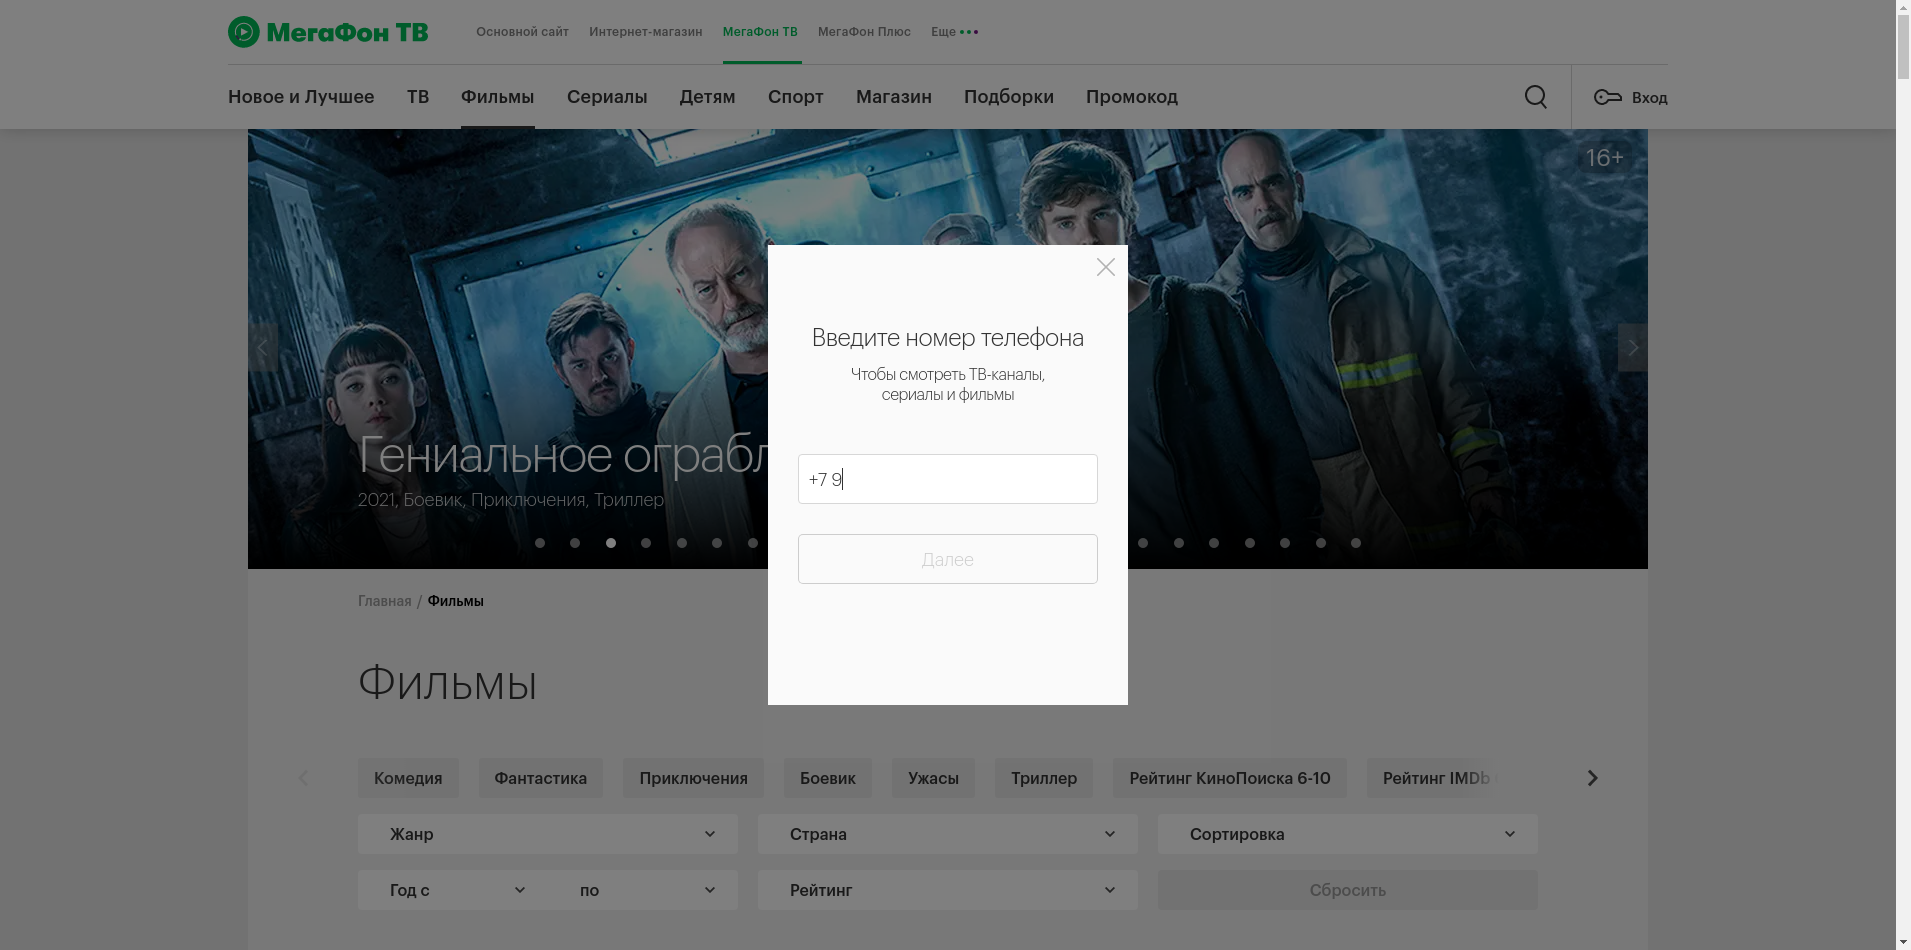 МегаФон ТВ
Основной сайт Интернет-магазин МегаФон ТВ МегаФон Плюс Еще
Новое и Лучшее ТВ Фильмы Сериалы Детям Спорт Магазин Подборки Промокод Вход
16+
Введите номер телефона
Чтобы смотреть ТВ-каналы,
сериалы и фильмы
+7 9
Далее
Гениальное
2021, Боевик, Приключения, Триллер
Главная / Фильмы
Фильмы
Комедия Фантастика Приключения Боевик Ужасы Триллер Рейтинг КиноПоиска 6-10 Рейтинг IMDb
Жанр Страна Сортировка
Год с по Рейтинг Сбросить